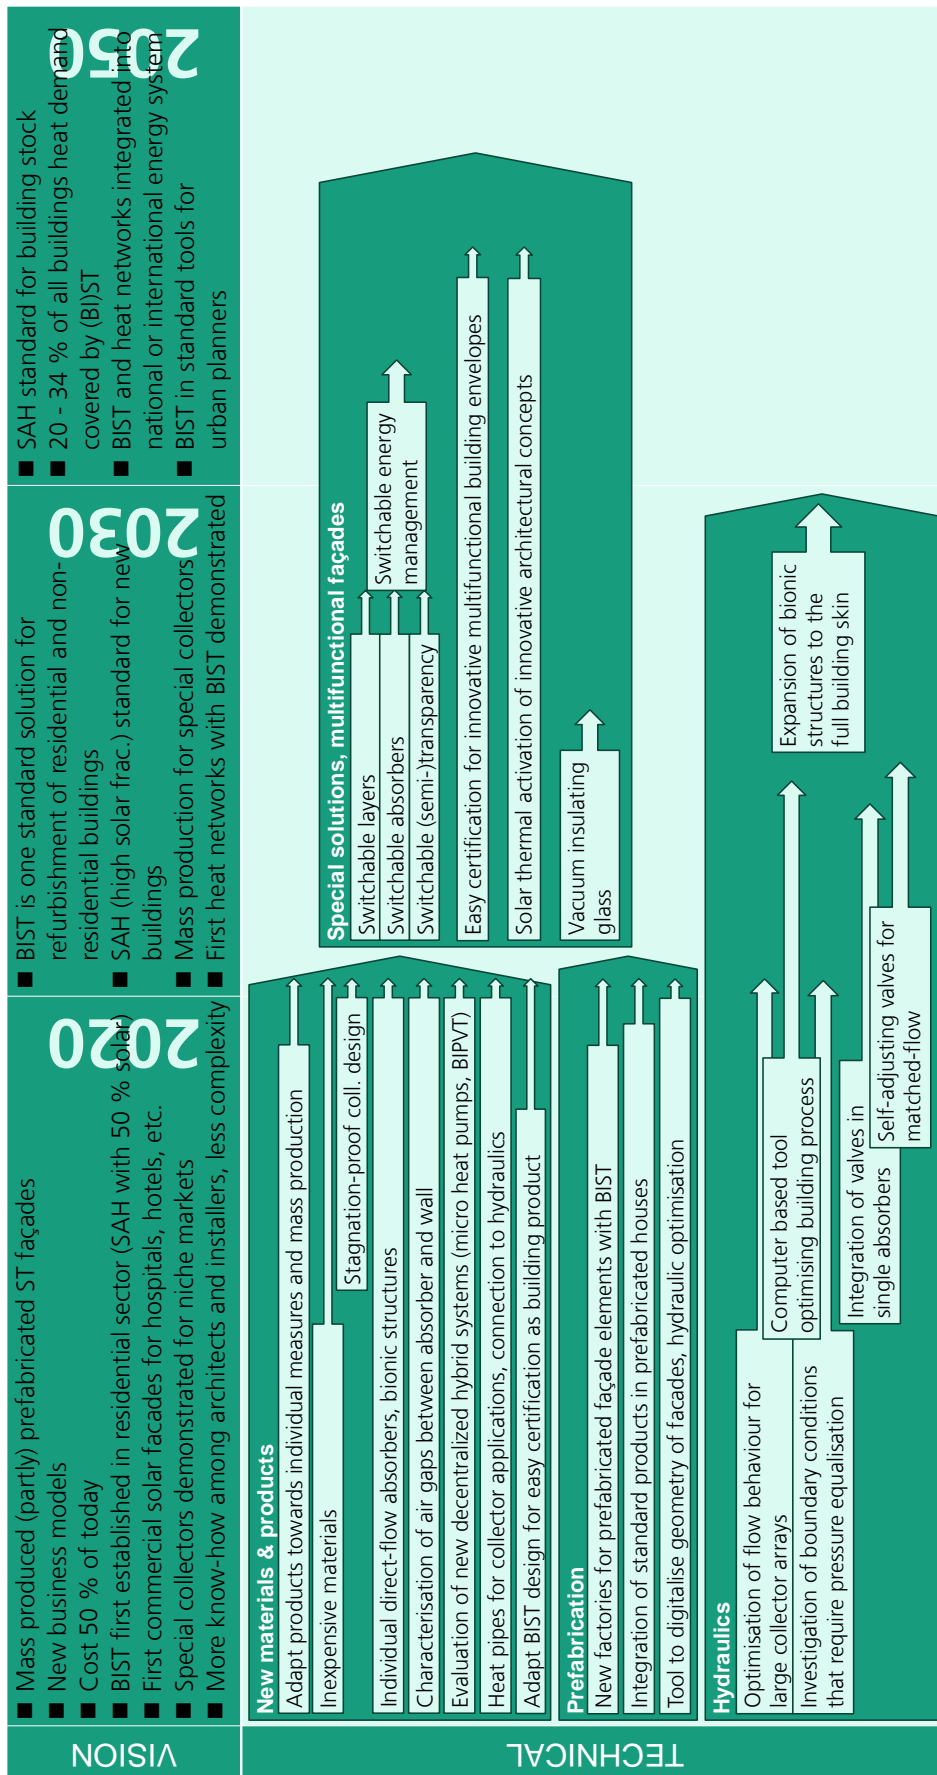 VISION
2020
■ Mass produced (partly) prefabricated ST façades
■ New business models
■ Cost 50 % of today
■ BIST first established in residential sector (SAH with 50 % solar)
■ First commercial solar facades for hospitals, hotels, etc.
■ Special collectors demonstrated for niche markets
■ More know-how among architects and installers, less complexity
2030
■ BIST is one standard solution for
refurbishment of residential and non-
residential buildings
■ SAH (high solar frac.) standard for new
buildings
■ Mass production for special collectors
■ First heat networks with BIST demonstrated
2050
■ SAH standard for building stock
■ 20 - 34 % of all buildings heat demand
covered by (BI)ST
■ BIST and heat networks integrated into
national or international energy system
■ BIST in standard tools for
urban planners
TECHNICAL
New materials & products
Adapt products towards individual measures and mass production
Inexpensive materials
Stagnation-proof coll. design
Individual direct-flow absorbers, bionic structures
Characterisation of air gaps between absorber and wall
Evaluation of new decentralized hybrid systems (micro heat pumps, BIPVT)
Heat pipes for collector applications, connection to hydraulics
Adapt BIST design for easy certification as building product
Special solutions, multifunctional façades
Switchable layers
Switchable absorbers
Switchable (semi-)transparency
Switchable energy
management
Easy certification for innovative multifunctional building envelopes
Solar thermal activation of innovative architectural concepts
Vacuum insulating
glass
Prefabrication
New factories for prefabricated façade elements with BIST
Integration of standard products in prefabricated houses
Tool to digitalise geometry of facades, hydraulic optimisation
Hydraulics
Optimisation of flow behaviour for
large collector arrays
Investigation of boundary conditions
that require pressure equalisation
Computer based tool
optimising building process
Integration of valves in
single absorbers
Self-adjusting valves for
matched-flow
Expansion of bionic
structures to the
full building skin